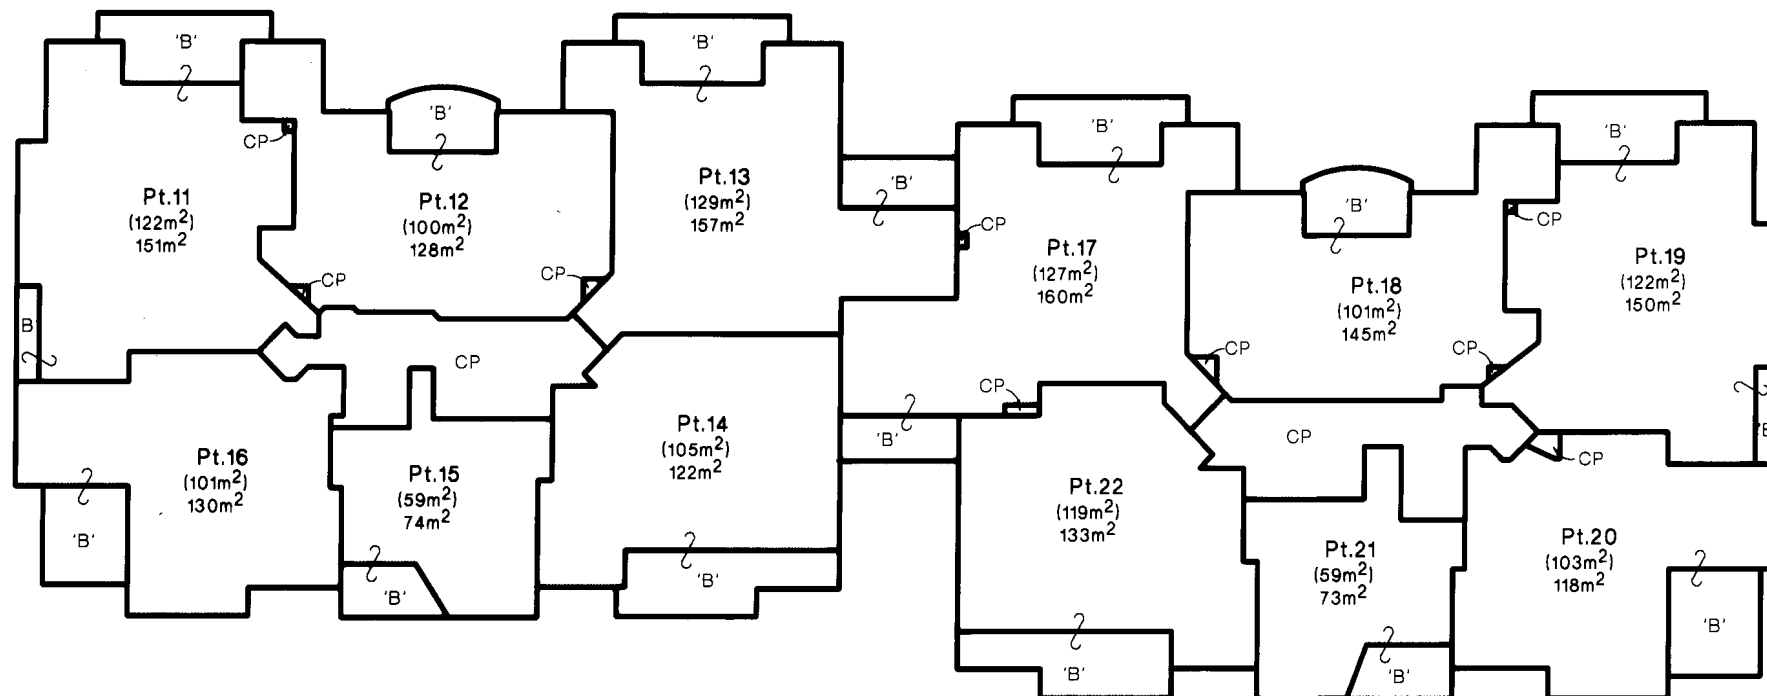 'B'
'B'
'B'
CP
Pt.11
(122m²)
151m²
Pt.12
(100m²)
128m²
Pt.13
(129m²)
157m²
'B'
CP
CP
B'
CP
Pt.16
(101m²)
130m²
'B'
Pt.15
(59m²)
74m²
'B'
Pt.14
(105m²)
122m²
'B'
'B'
'B'
'B'
'B'
CP
CP
Pt.17
(127m²)
160m²
Pt.18
(101m²)
145m²
Pt.19
(122m²)
150m²
CP
CP
CP
'B'
CP
CP
'B
Pt.22
(119m²)
133m²
'B'
Pt.21
(59m²)
73m²
'B'
Pt.20
(103m²)
118m²
'B'